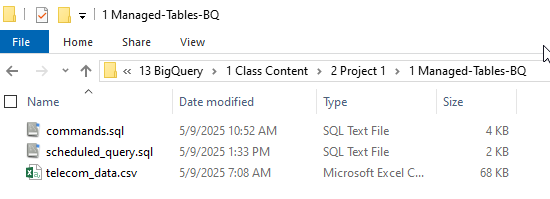 1 Managed-Tables-BQ
File Home Share View
« 13 BigQuery > 1 Class Content > 2 Project 1 > 1 Managed-Tables-BQ
Name Date modified Type Size
commands.sql 5/9/2025 10:52 AM SQL Text File 4 KB
scheduled_query.sql 5/9/2025 1:33 PM SQL Text File 2 KB
telecom_data.csv 5/9/2025 7:08 AM Microsoft Excel C... 68 KB